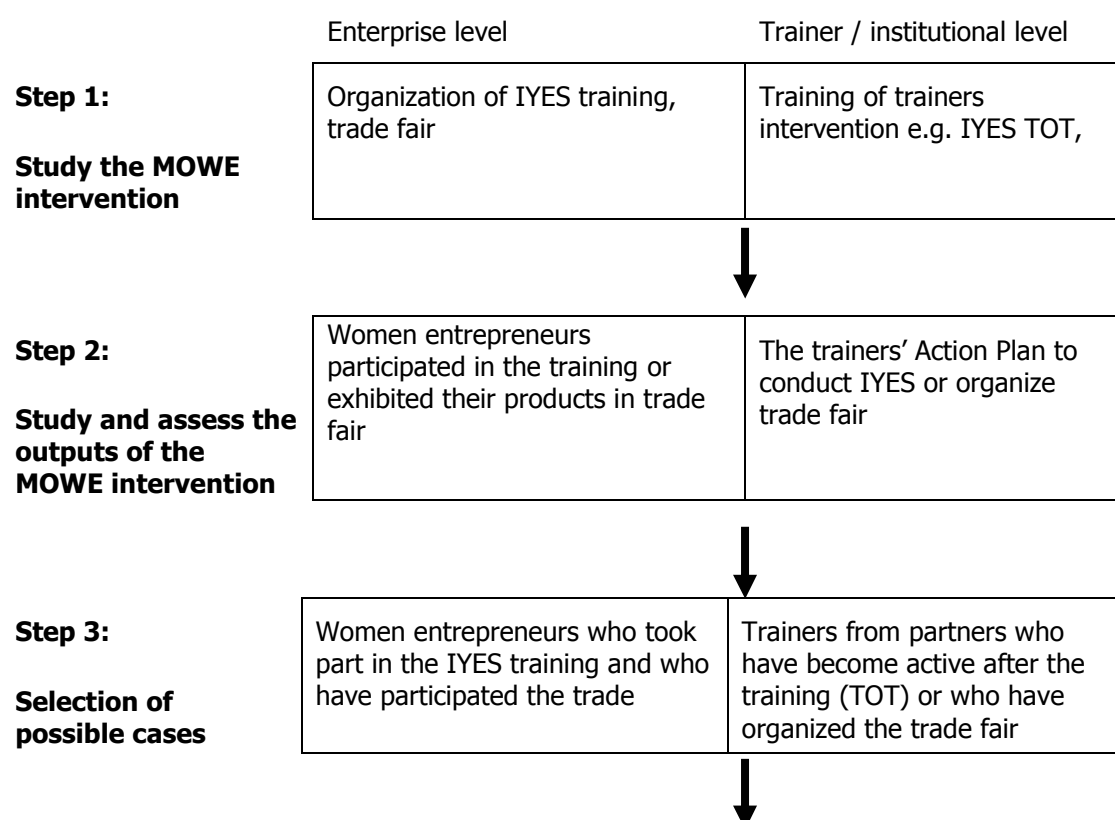 Enterprise level
Trainer / institutional level
Step 1:
Study the MOWE
intervention
Organization of IYES training,
trade fair
Training of trainers
intervention e.g. IYES TOT,
Step 2:
Study and assess the
outputs of the
MOWE intervention
Women entrepreneurs
participated in the training or
exhibited their products in trade
fair
The trainers’ Action Plan to
conduct IYES or organize
trade fair
Step 3:
Selection of
possible cases
Women entrepreneurs who took
part in the IYES training and who
have participated the trade
Trainers from partners who
have become active after the
training (TOT) or who have
organized the trade fair